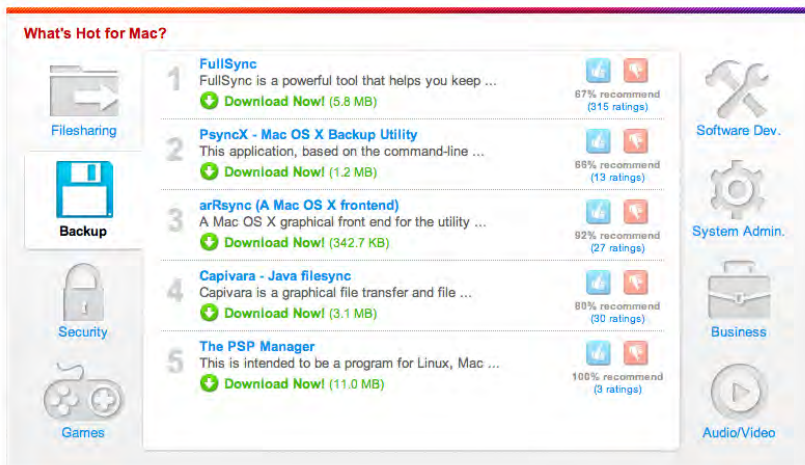 What's Hot for Mac?
Filesharing
Backup
Security
Games
1
FullSync
FullSync is a powerful tool that helps you keep ...
Download Now! (5.8 MB)
67% recommend
(315 ratings)
2
PsyncX - Mac OS X Backup Utility
This application, based on the command-line ...
Download Now! (1.2 MB)
66% recommend
(13 ratings)
3
arRsync (A Mac OS X frontend)
A Mac OS X graphical front end for the utility ...
Download Now! (342.7 KB)
92% recommend
(27 ratings)
4
Capivara - Java filesync
Capivara is a graphical file transfer and file ...
Download Now! (3.1 MB)
80% recommend
(30 ratings)
5
The PSP Manager
This is intended to be a program for Linux, Mac ...
Download Now! (11.0 MB)
100% recommend
(3 ratings)
Software Dev.
System Admin.
Business
Audio/Video